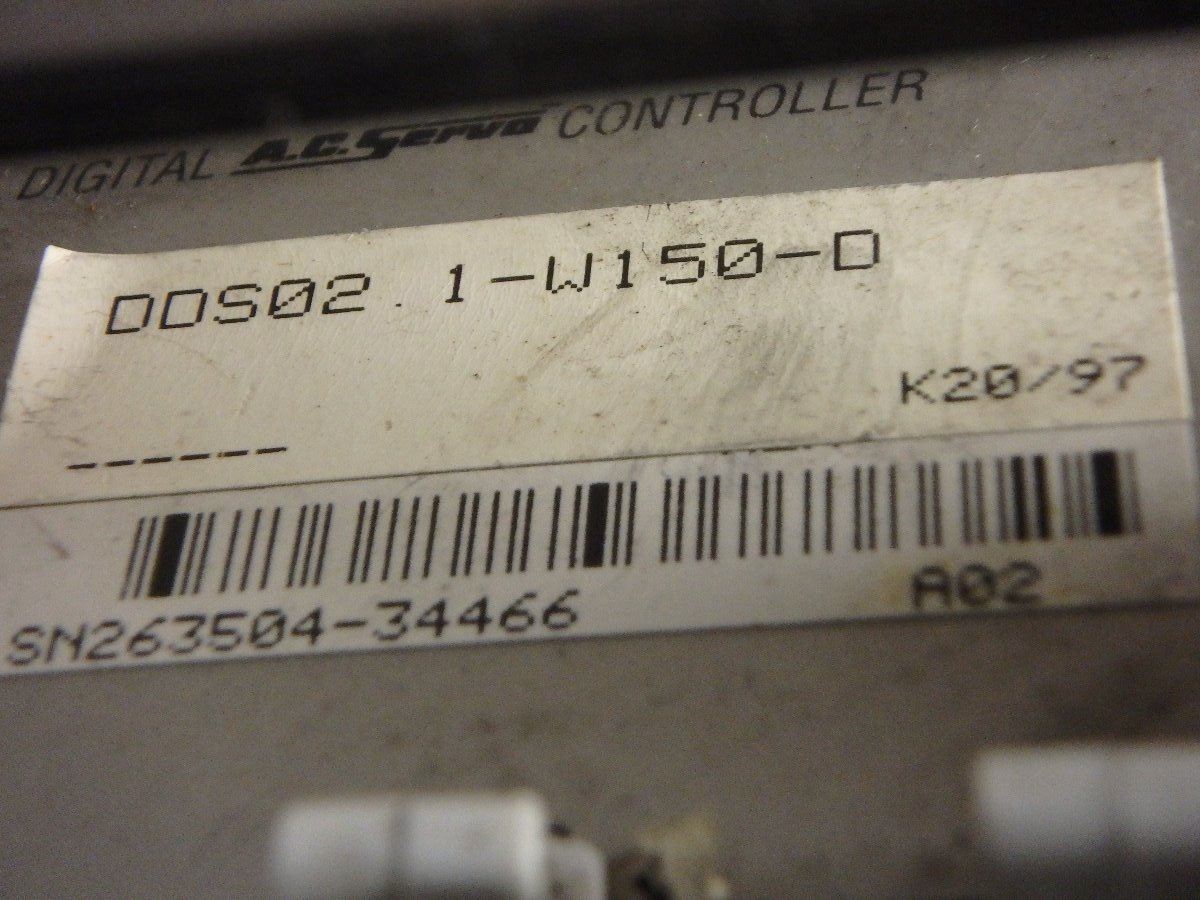 DIGITAL A.C. Servo CONTROLLER
DDS02.1-W150-D
K20/97
------
SN263504-34466
A02